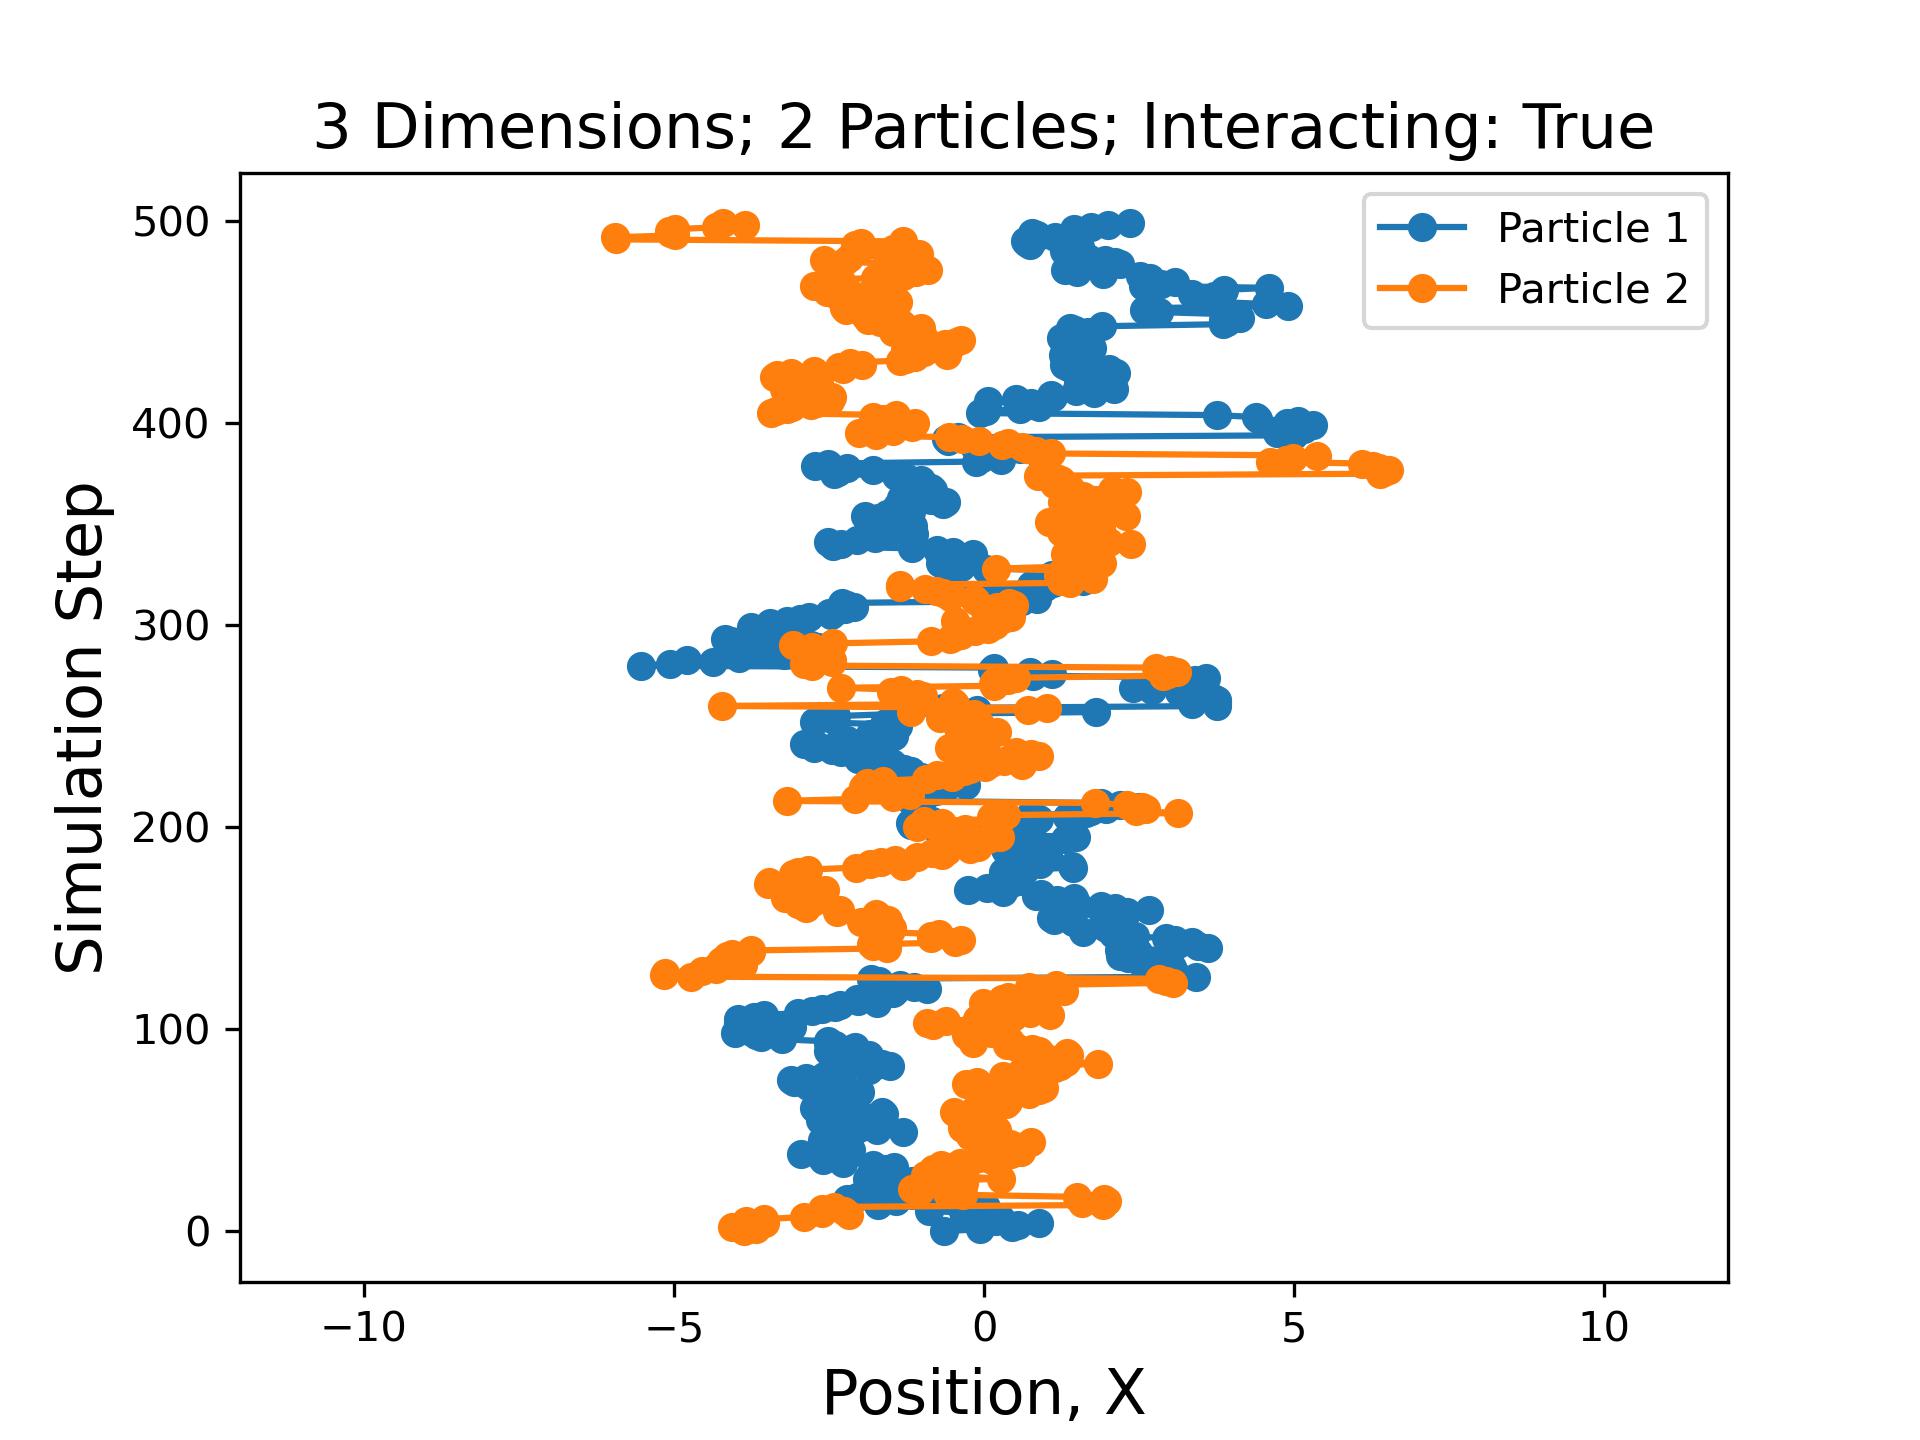 3 Dimensions; 2 Particles; Interacting: True
Particle 1
Particle 2
500
400
300
200
100
0
Simulation Step
−10
−5
0
5
10
Position, X